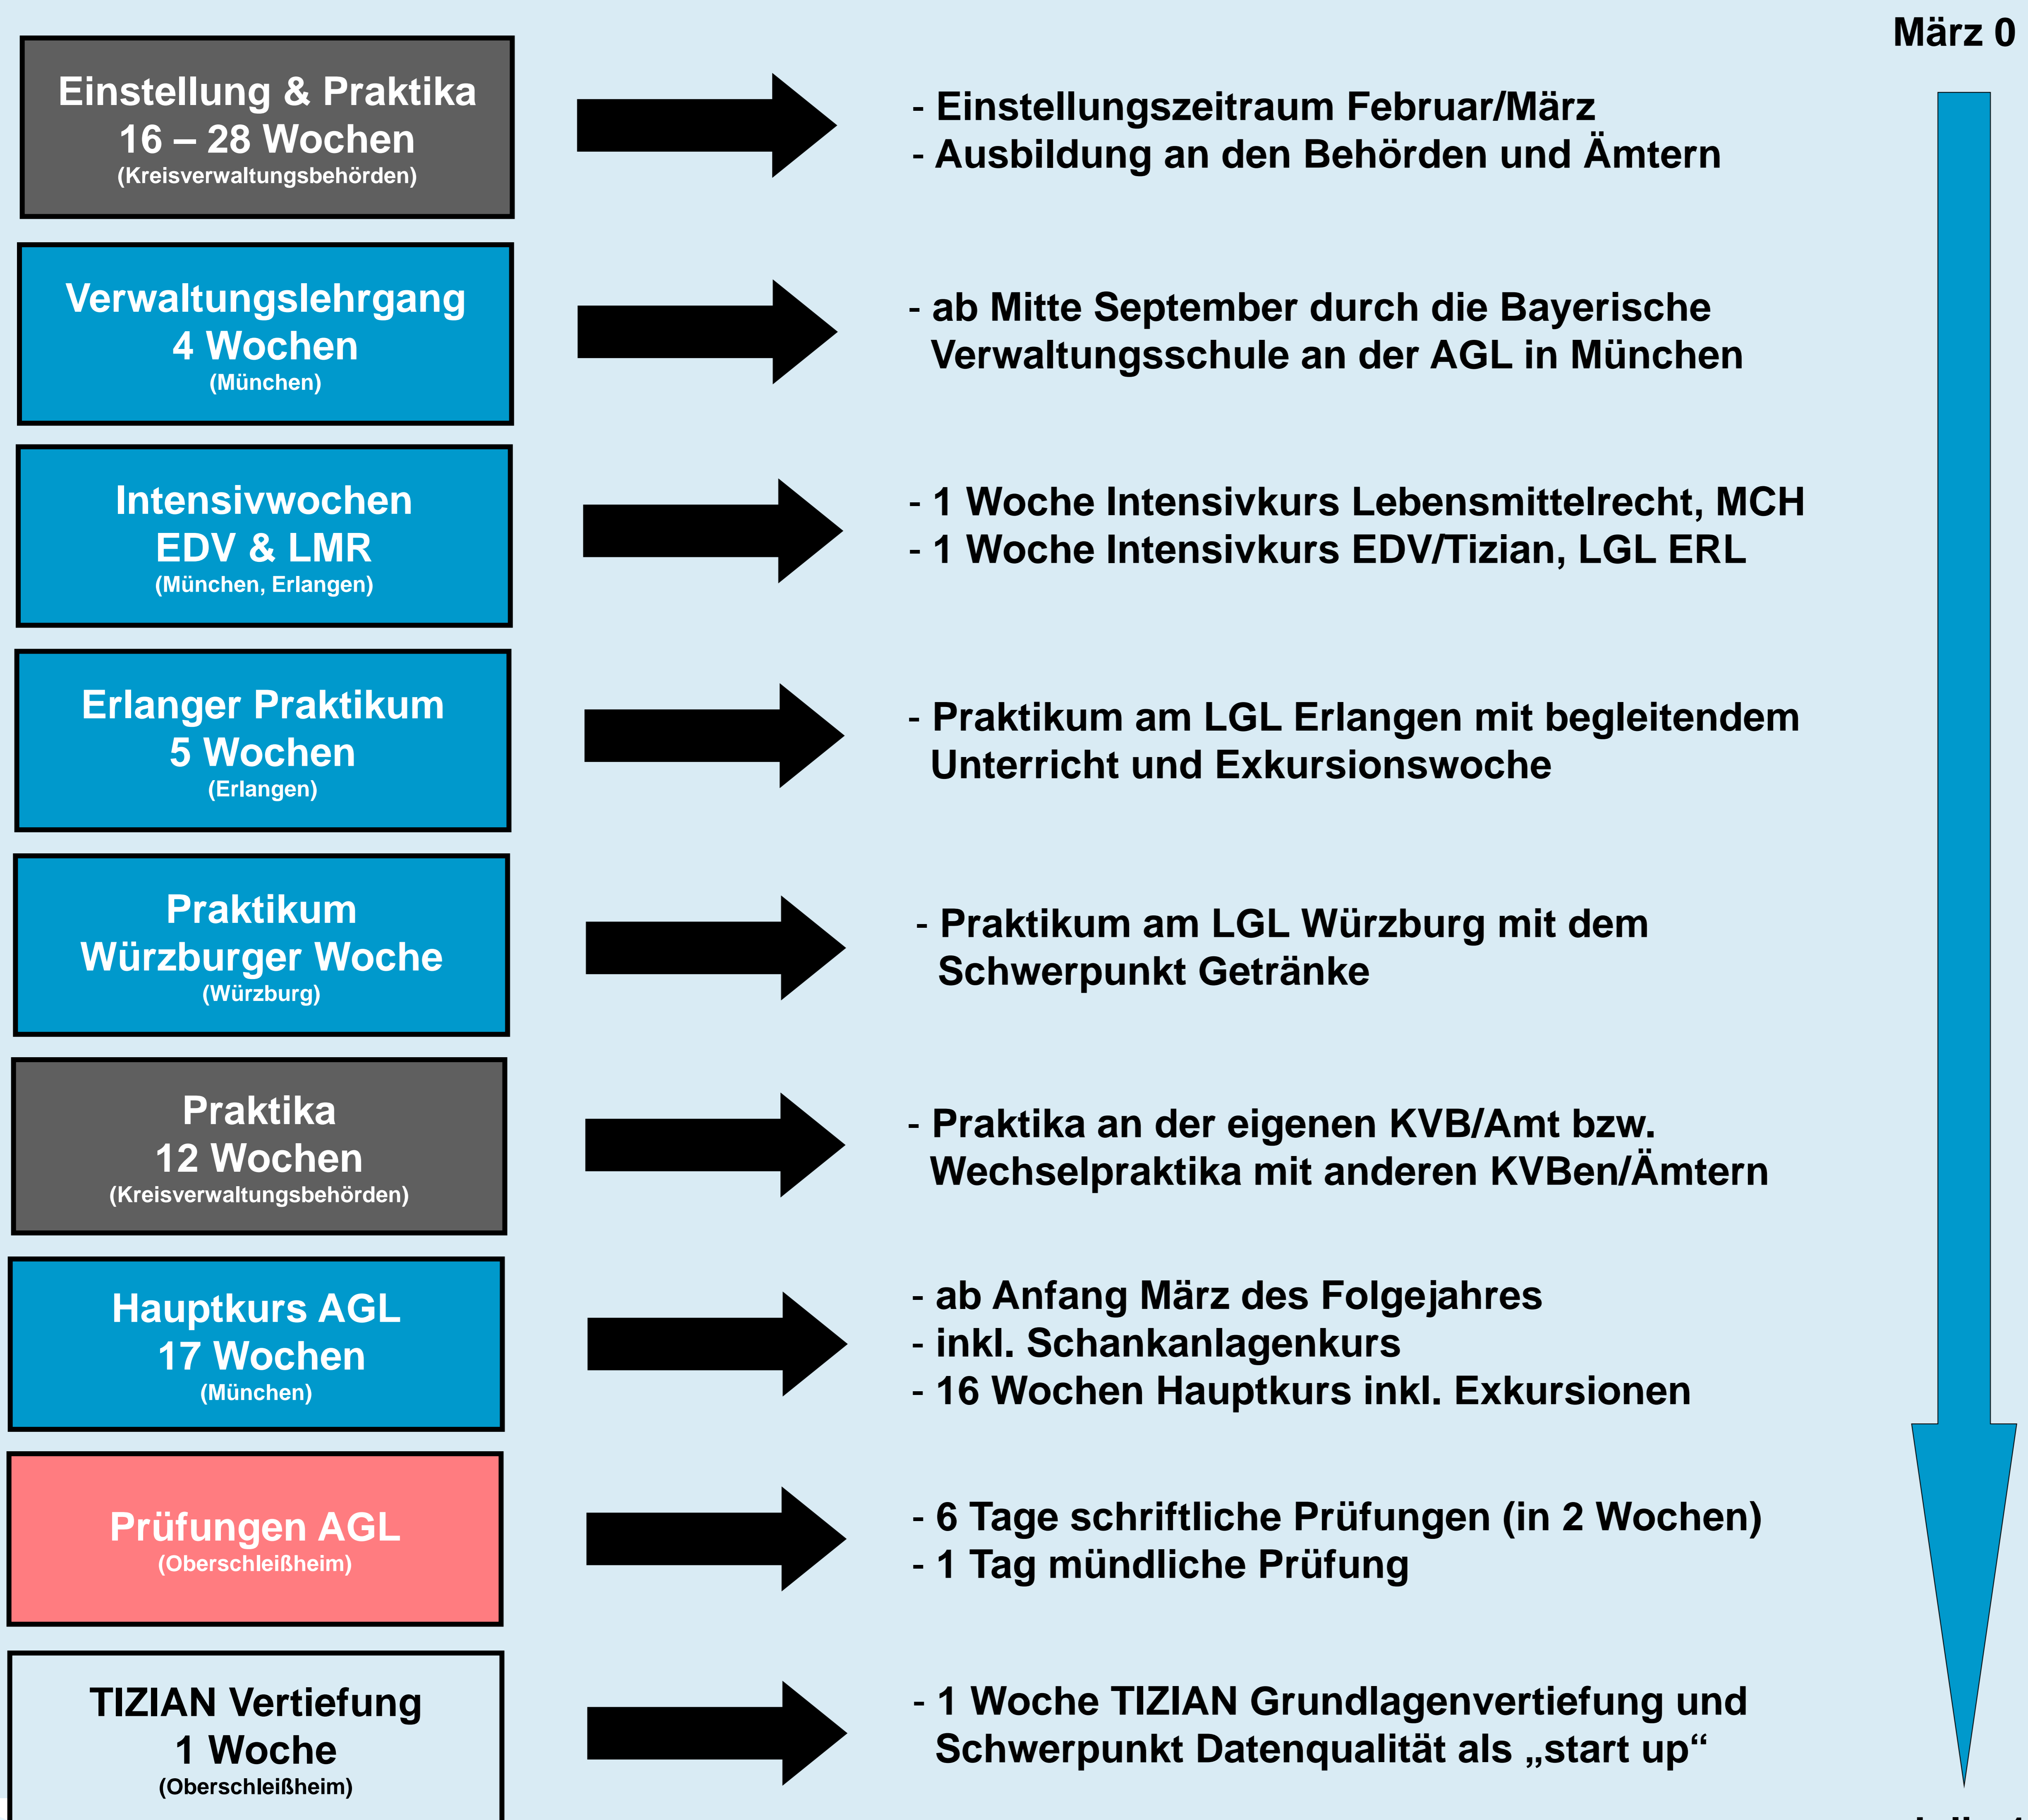 März 0
Einstellung & Praktika
16 – 28 Wochen
(Kreisverwaltungsbehörden)
- Einstellungszeitraum Februar/März
- Ausbildung an den Behörden und Ämtern
Verwaltungslehrgang
4 Wochen
(München)
- ab Mitte September durch die Bayerische
Verwaltungsschule an der AGL in München
Intensivwochen
EDV & LMR
(München, Erlangen)
- 1 Woche Intensivkurs Lebensmittelrecht, MCH
- 1 Woche Intensivkurs EDV/Tizian, LGL ERL
Erlanger Praktikum
5 Wochen
(Erlangen)
- Praktikum am LGL Erlangen mit begleitendem
Unterricht und Exkursionswoche
Praktikum
Würzburger Woche
(Würzburg)
- Praktikum am LGL Würzburg mit dem
Schwerpunkt Getränke
Praktika
12 Wochen
(Kreisverwaltungsbehörden)
- Praktika an der eigenen KVB/Amt bzw.
Wechselpraktika mit anderen KVBen/Ämtern
Hauptkurs AGL
17 Wochen
(München)
- ab Anfang März des Folgejahres
- inkl. Schankanlagenkurs
- 16 Wochen Hauptkurs inkl. Exkursionen
Prüfungen AGL
(Oberschleißheim)
- 6 Tage schriftliche Prüfungen (in 2 Wochen)
- 1 Tag mündliche Prüfung
TIZIAN Vertiefung
1 Woche
(Oberschleißheim)
- 1 Woche TIZIAN Grundlagenvertiefung und
Schwerpunkt Datenqualität als „start up“